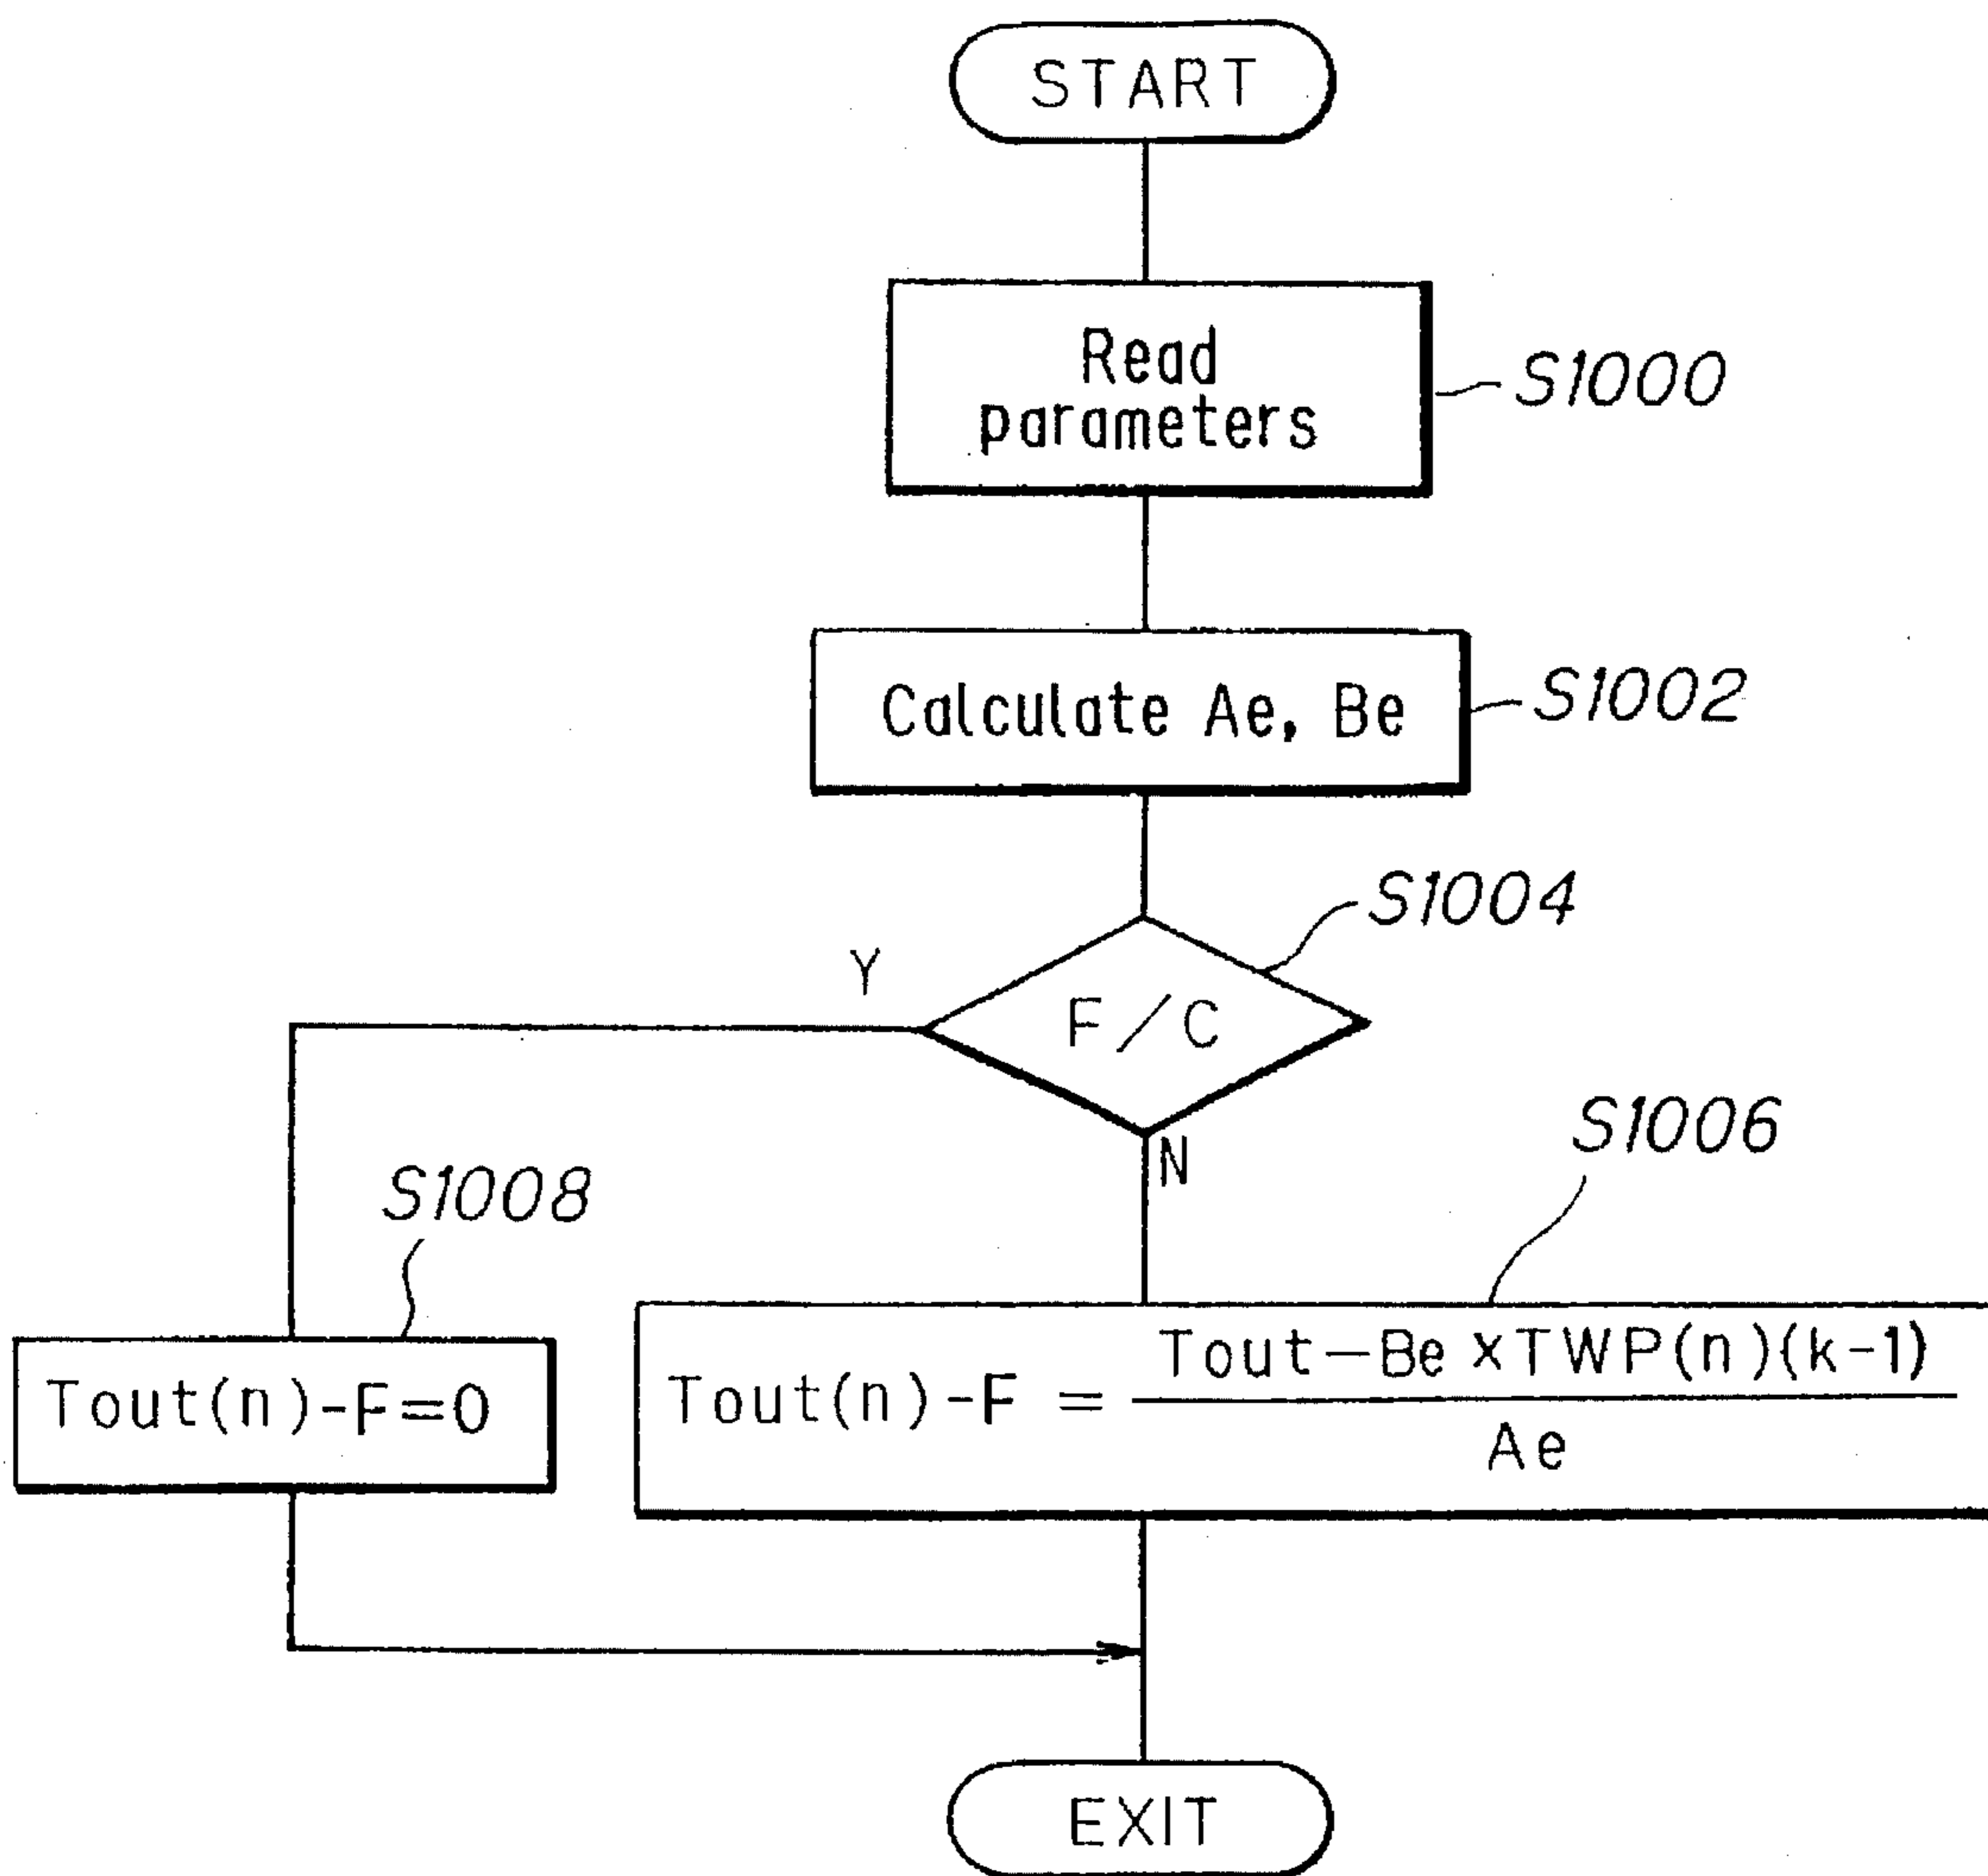 START
Read
parameters
S1000
Calculate Ae, Be
S1002
S1004
Y
F/C
N
S1006
S1008
Tout(n)-F=0
Tout(n)-F = Tout-Be×TWP(n)(k-1)
Ae
EXIT